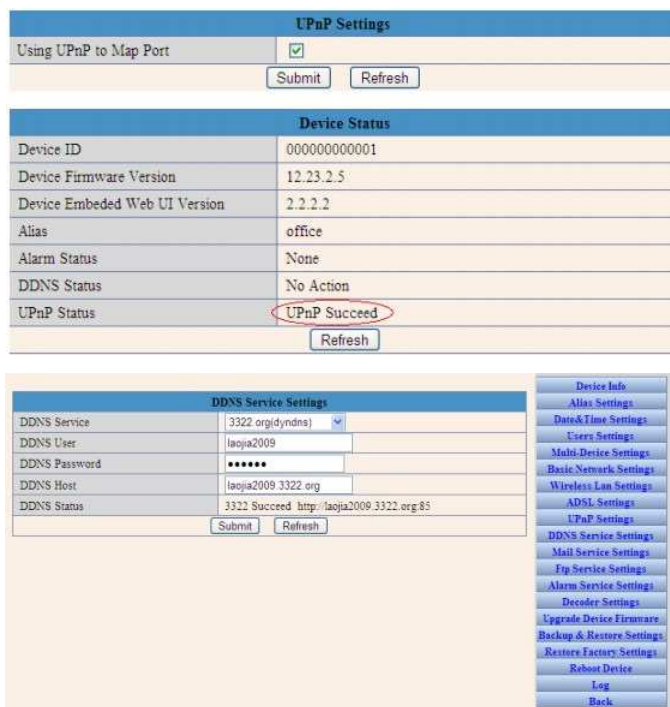 UPnP Settings
Using UPnP to Map Port
Submit Refresh
Device Status
Device ID 000000000001
Device Firmware Version 12.23.2.5
Device Embeded Web UI Version 2.2.2.2
Alias office
Alarm Status None
DDNS Status No Action
UPnP Status UPnP Succeed
Refresh
DDNS Service Settings
DDNS Service 3322.org(dyndns)
DDNS User laojia2009
DDNS Password ●●●●●●
DDNS Host laojia2009.3322.org
DDNS Status 3322 Succeed http://laojia2009.3322.org:85
Submit Refresh
Device Info
Alias Settings
Date&Time Settings
Users Settings
Multi-Device Settings
Basic Network Settings
Wireless Lan Settings
ADSL Settings
UPnP Settings
DDNS Service Settings
Mail Service Settings
Ftp Service Settings
Alarm Service Settings
Decoder Settings
Upgrade Device Firmware
Backup & Restore Settings
Restore Factory Settings
Reboot Device
Log
Back